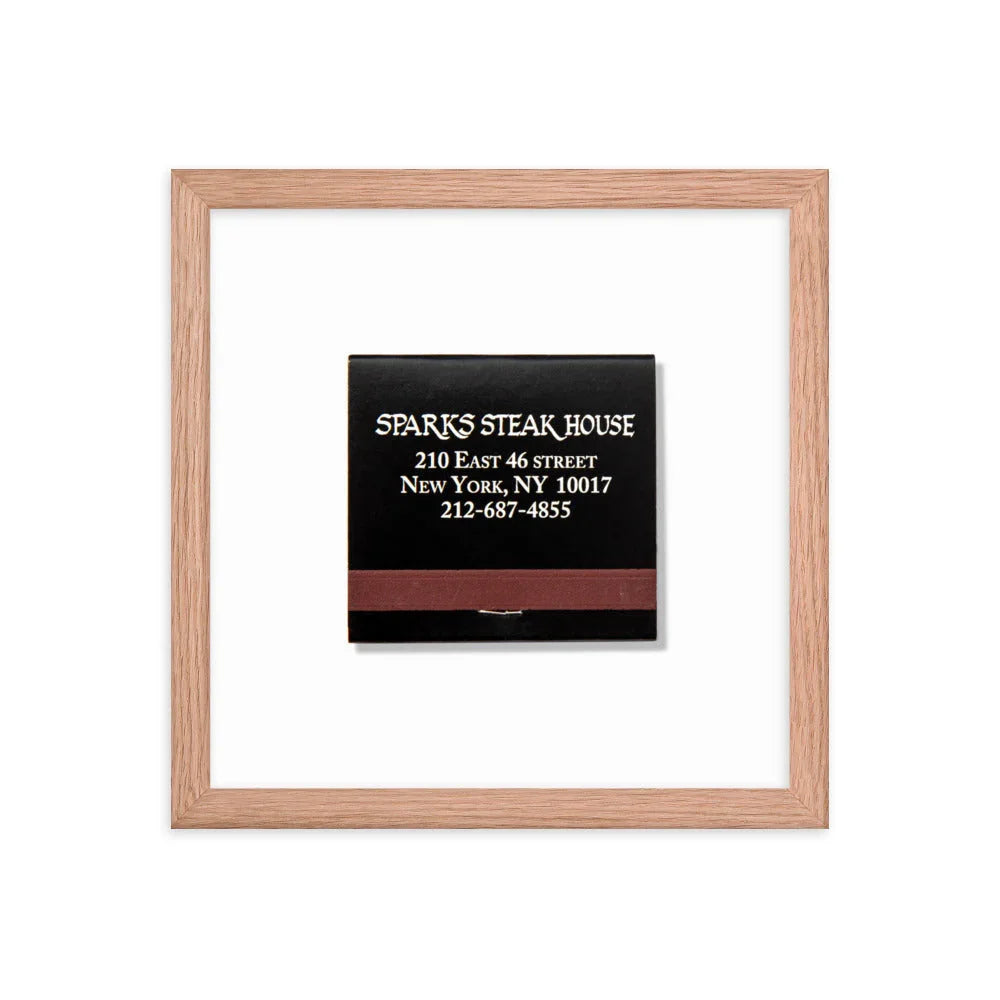 SPARKS STEAK HOUSE
210 EAST 46 STREET
NEW YORK, NY 10017
212-687-4855